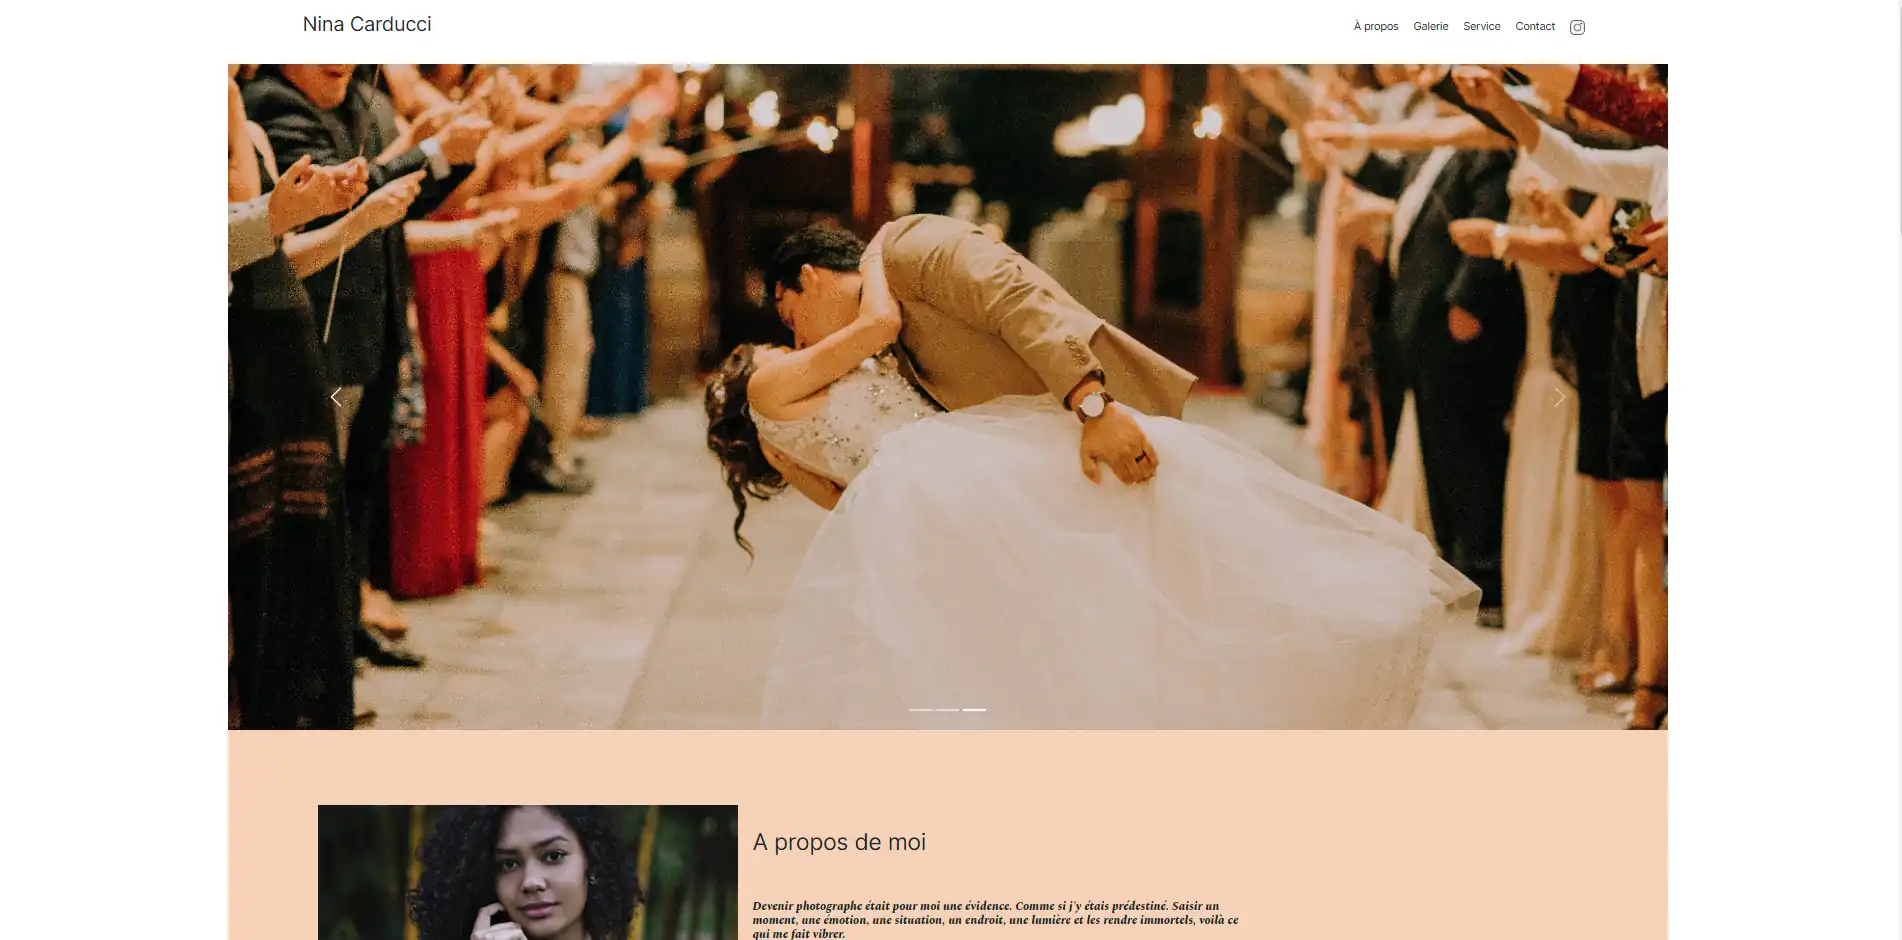 Nina Carducci
À propos Galerie Service Contact
A propos de moi
Devenir photographe était pour moi une évidence. Comme si j'y étais prédestiné. Saisir un
moment, une émotion, une situation, un endroit, une lumière et les rendre immortels, voilà ce
qui me fait vibrer.